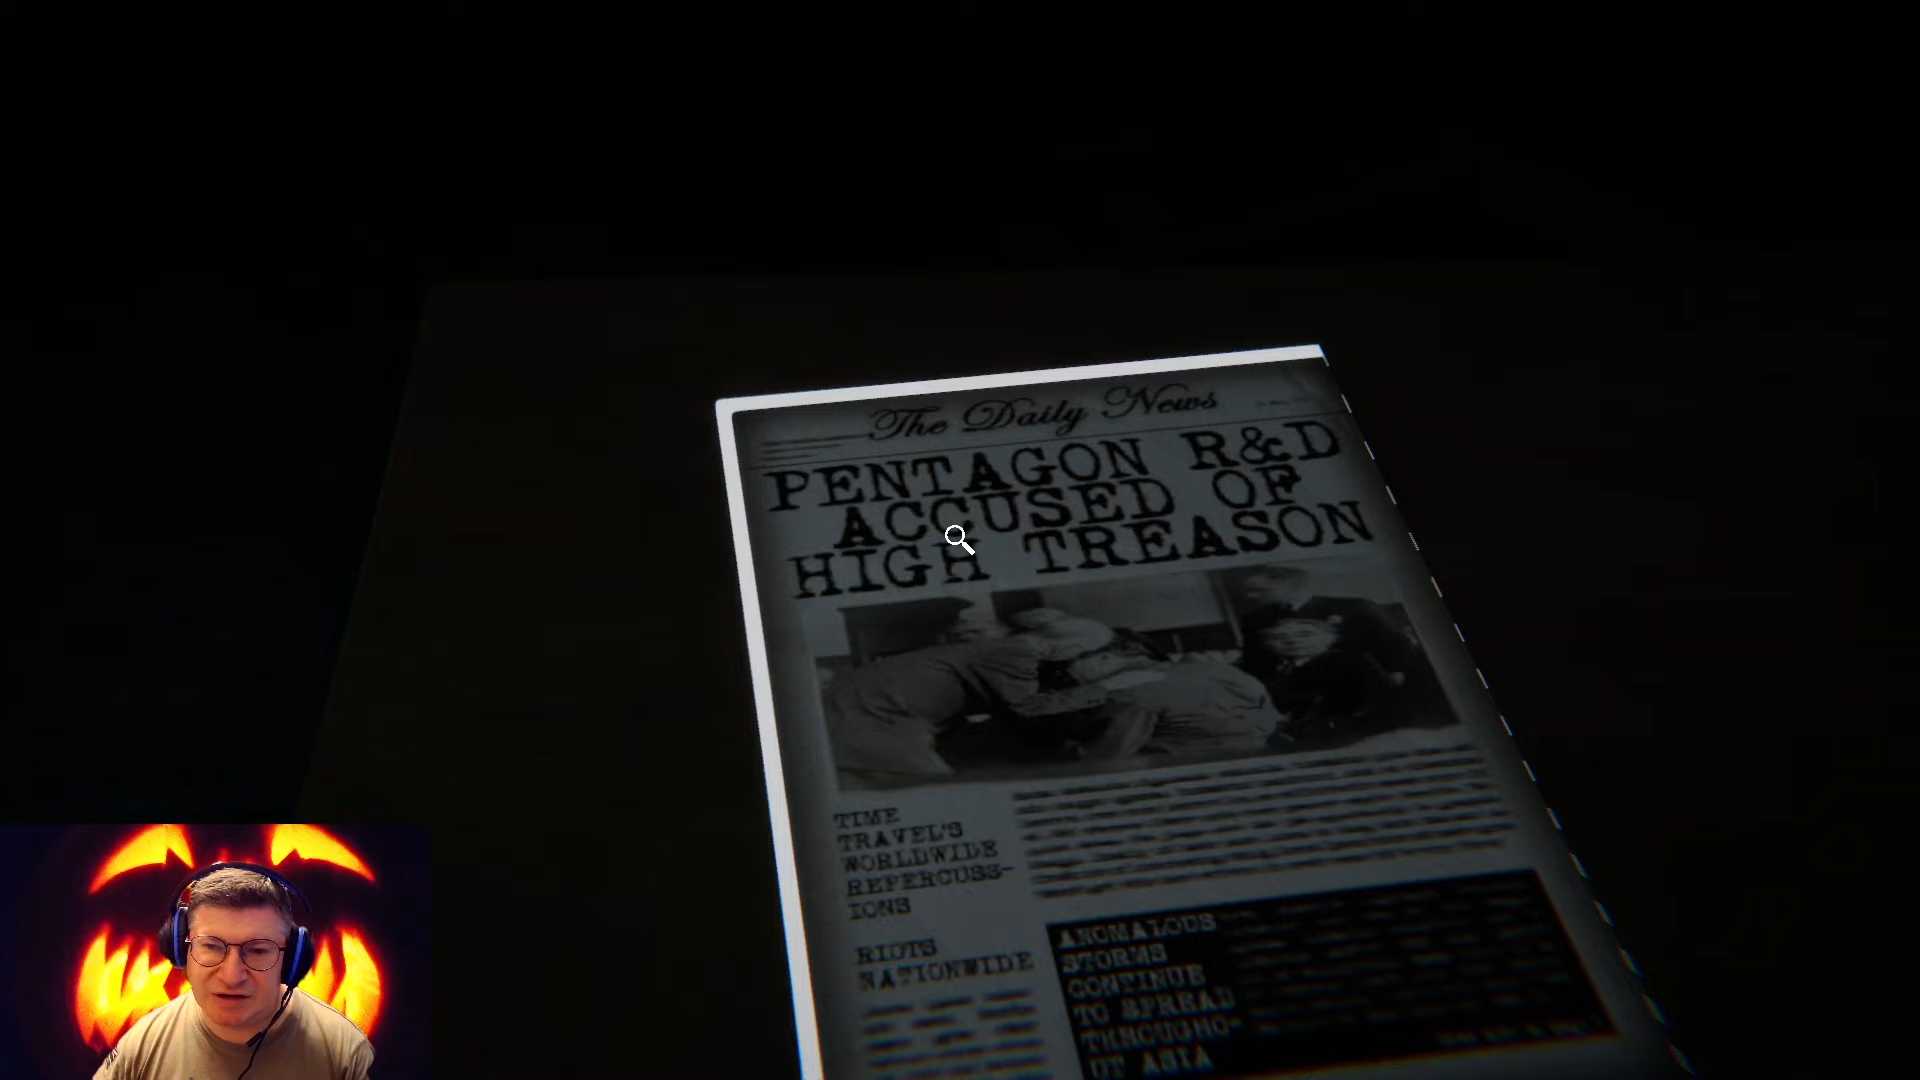 The Daily News
PENTAGON R&D
ACCUSED OF
HIGH TREASON
TIME
TRAVEL'S
WORLDWIDE
REPERCUSS-
IONS
RIOTS
NATIONWIDE
ANOMALOUS
STORMS
CONTINUE
TO SPREAD
THROUGHO-
UT ASIA